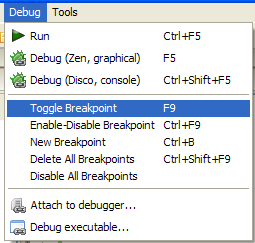 Debug Tools
Run Ctrl+F5
Debug (Zen, graphical) F5
Debug (Disco, console) Ctrl+Shift+F5
Toggle Breakpoint F9
Enable-Disable Breakpoint Ctrl+F9
New Breakpoint Ctrl+B
Delete All Breakpoints Ctrl+Shift+F9
Disable All Breakpoints
Attach to debugger...
Debug executable...